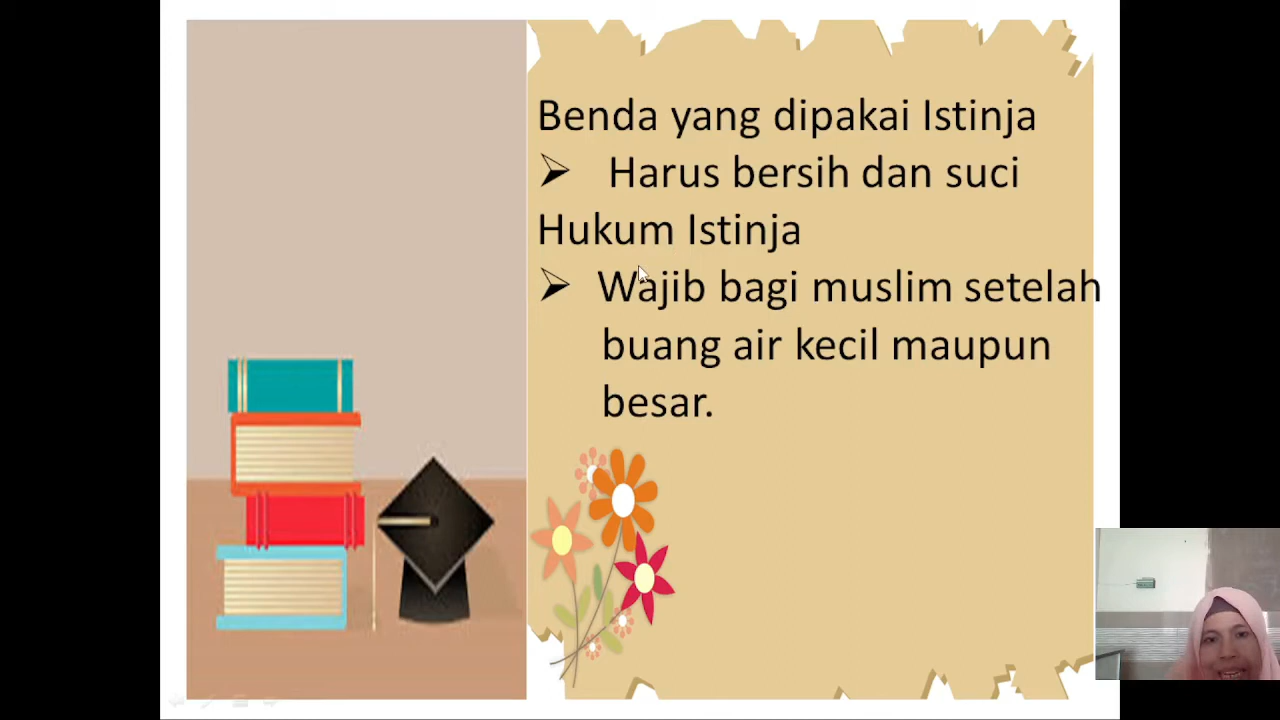 Benda yang dipakai Istinja
➢ Harus bersih dan suci
Hukum Istinja
➢ Wajib bagi muslim setelah
buang air kecil maupun
besar.